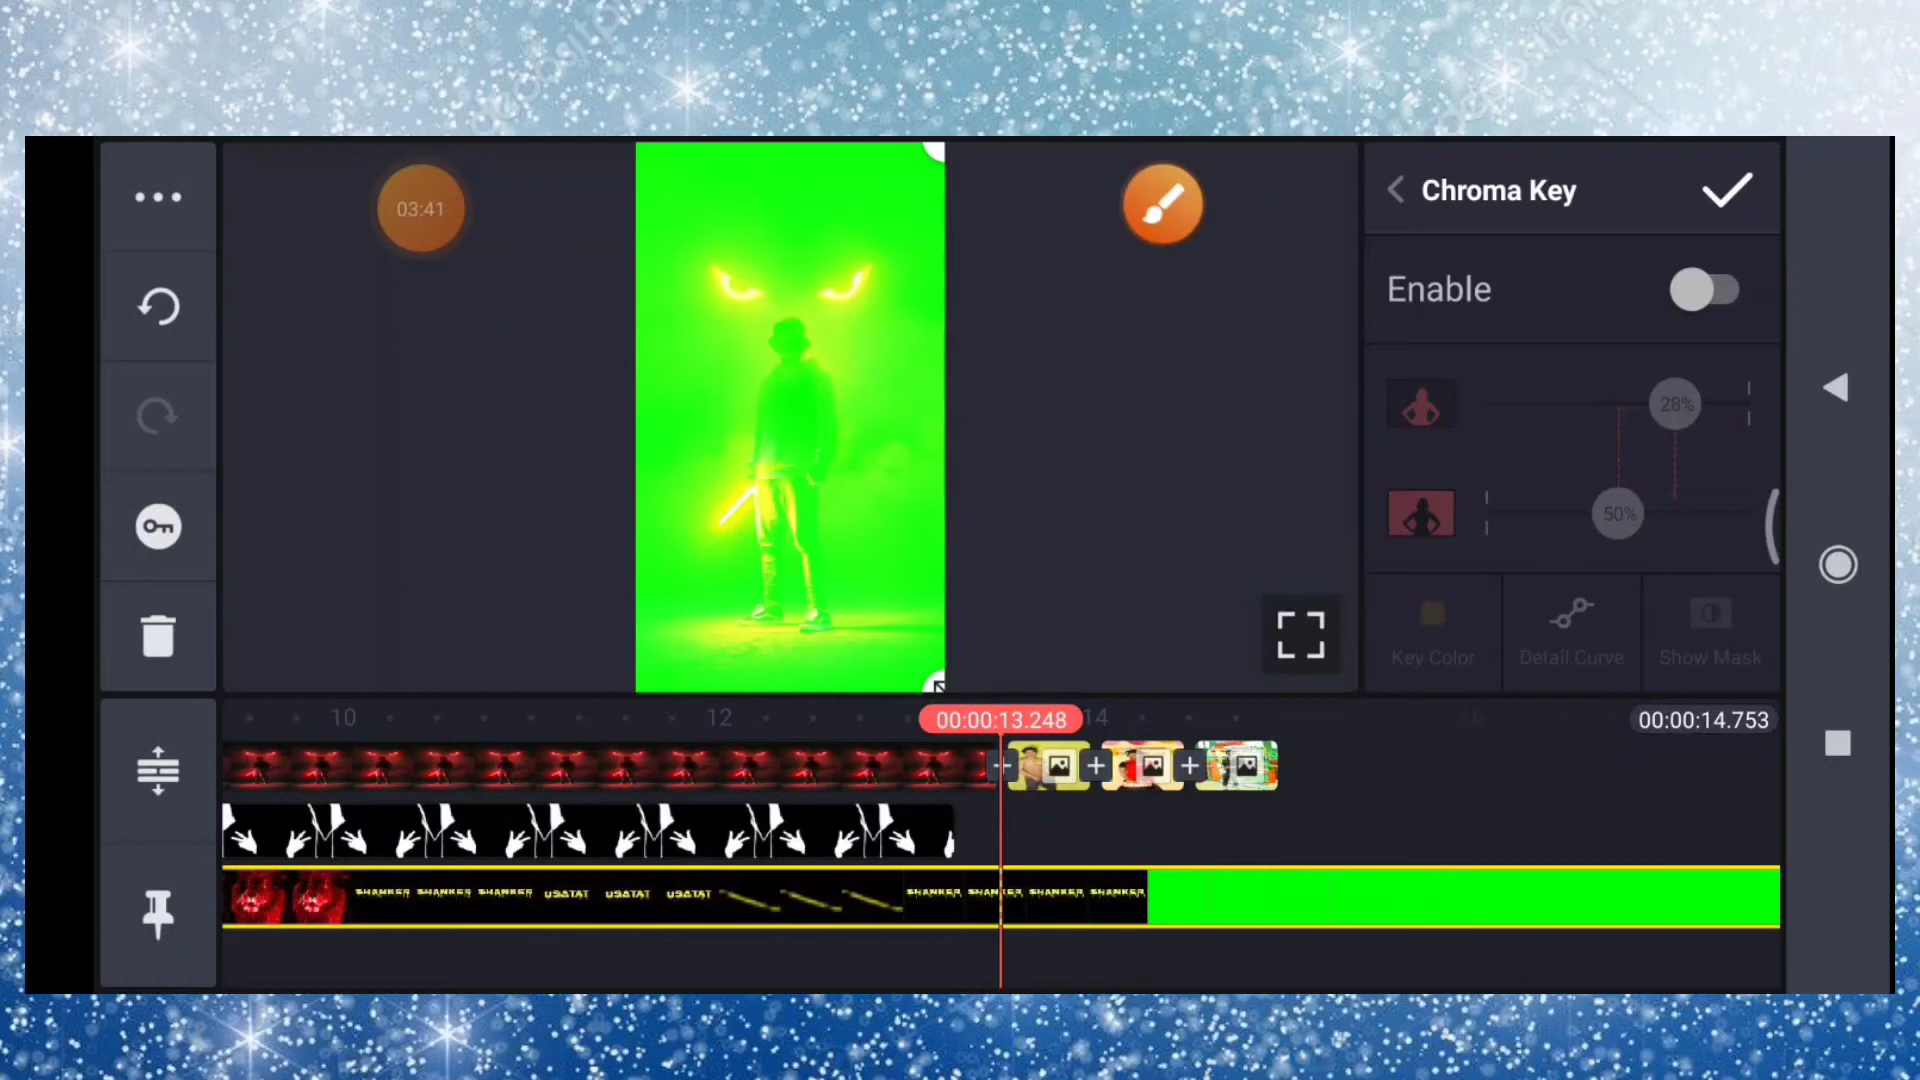 03:41
Chroma Key
Enable
28%
50%
Key Color
Detail Curve
Show Mask
10
12
00:00:13.248
14
00:00:14.753
SHANKER SHANKER SHANKER USATAT USATAT USATAT SHANKER SHANKER SHANKER SHANKER